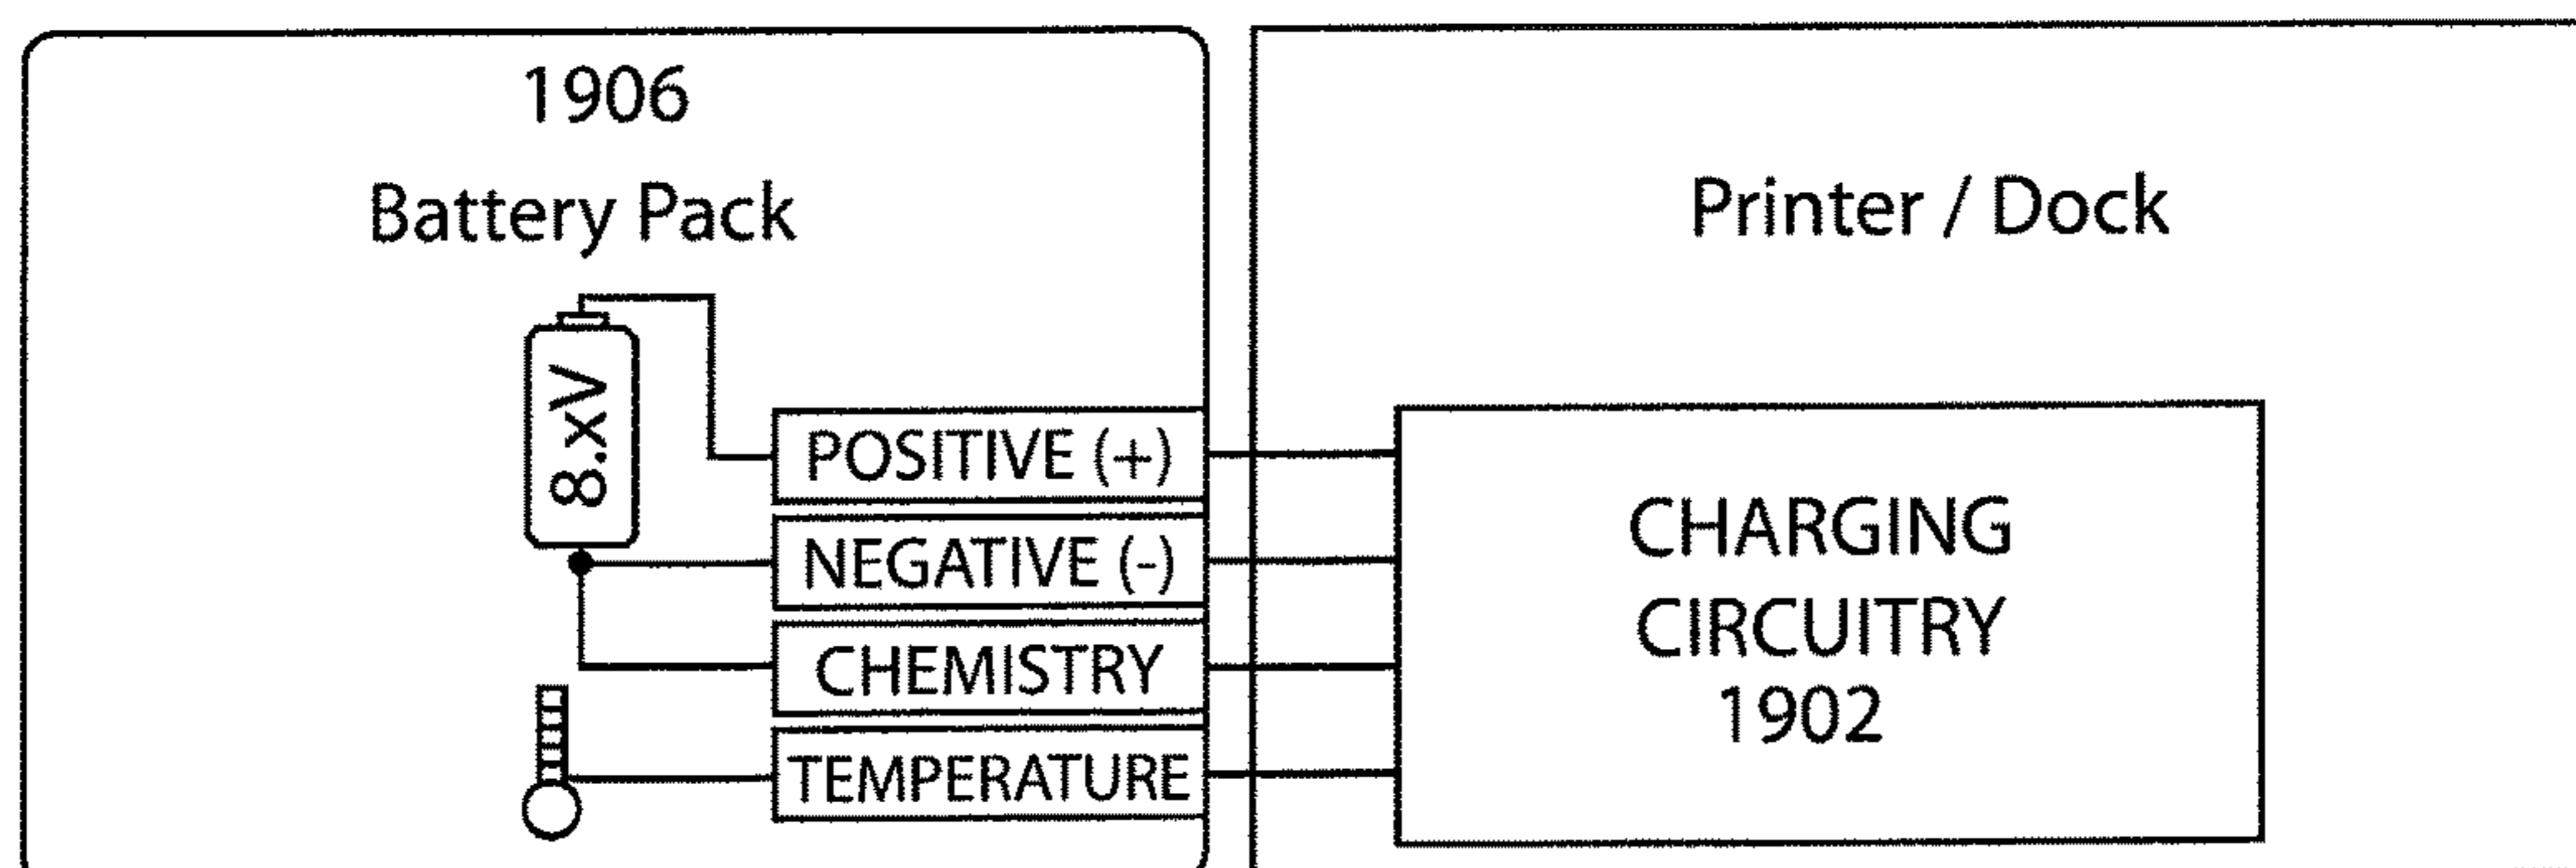 1906
Battery Pack
Printer / Dock
8.xV
POSITIVE (+)
NEGATIVE (-)
CHEMISTRY
TEMPERATURE
CHARGING
CIRCUITRY
1902